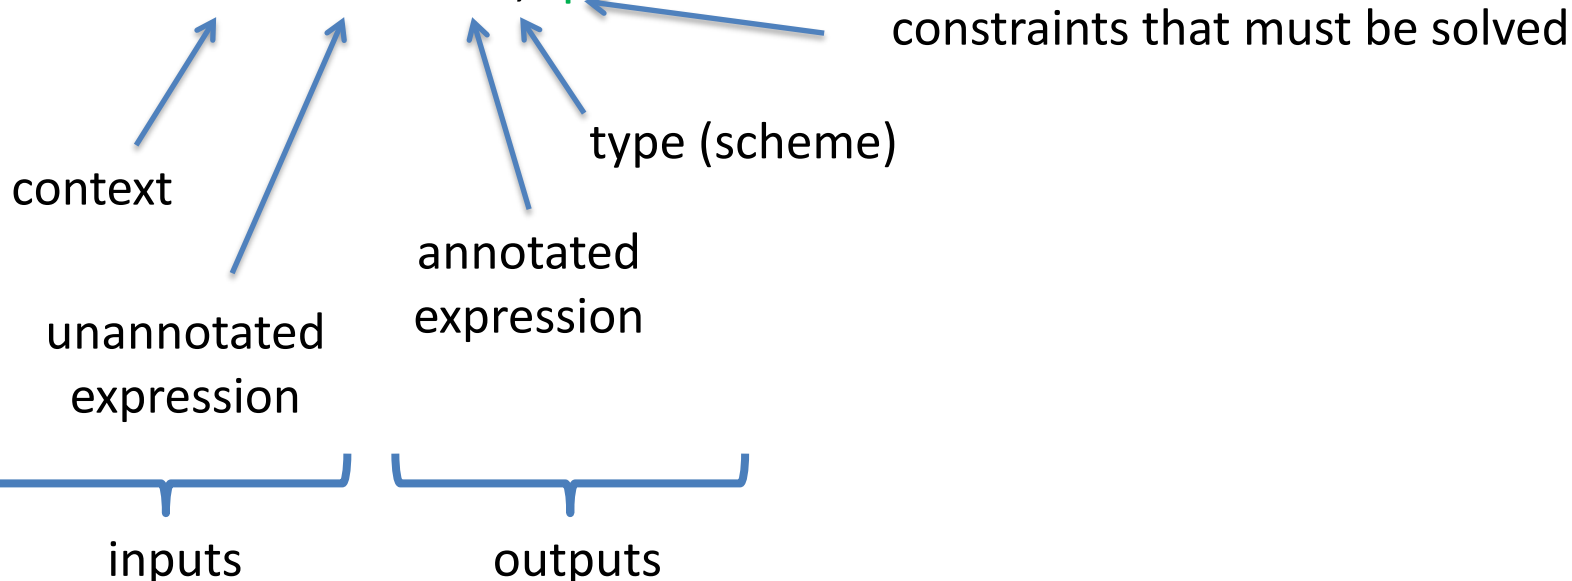 constraints that must be solved
type (scheme)
context
annotated
expression
unannotated
expression
inputs
outputs